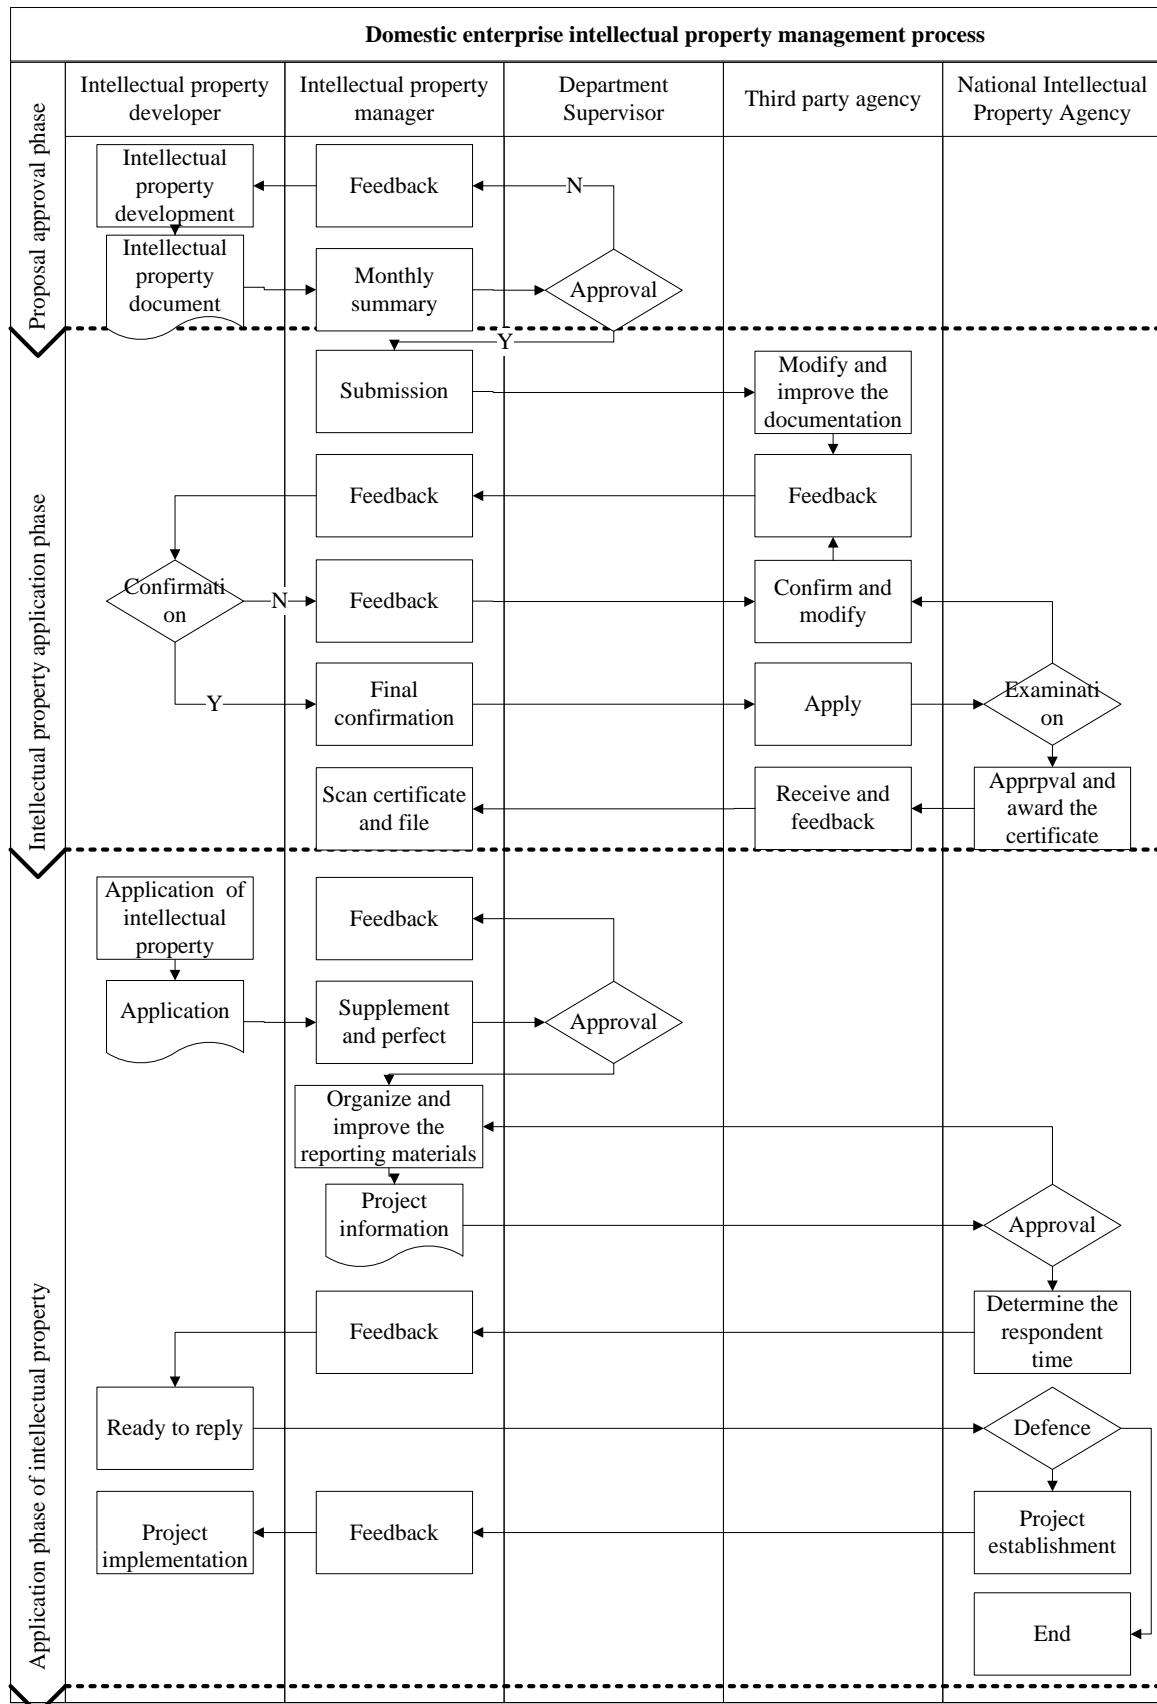 Domestic enterprise intellectual property management process
Intellectual property
developer
Intellectual property
manager
Department
Supervisor
Third party agency
National Intellectual
Property Agency
Proposal approval phase
Intellectual
property
development
Feedback
N
Intellectual
property
document
Monthly
summary
Approval
Y
Intellectual property application phase
Submission
Modify and
improve the
documentation
Feedback
Feedback
Confirmati
on
N
Feedback
Confirm and
modify
Y
Final
confirmation
Apply
Examinati
on
Scan certificate
and file
Receive and
feedback
Apprpval and
award the
certificate
Application phase of intellectual property
Application of
intellectual
property
Feedback
Application
Supplement
and perfect
Approval
Organize and
improve the
reporting materials
Project
information
Approval
Feedback
Determine the
respondent
time
Ready to reply
Defence
Project
implementation
Feedback
Project
establishment
End